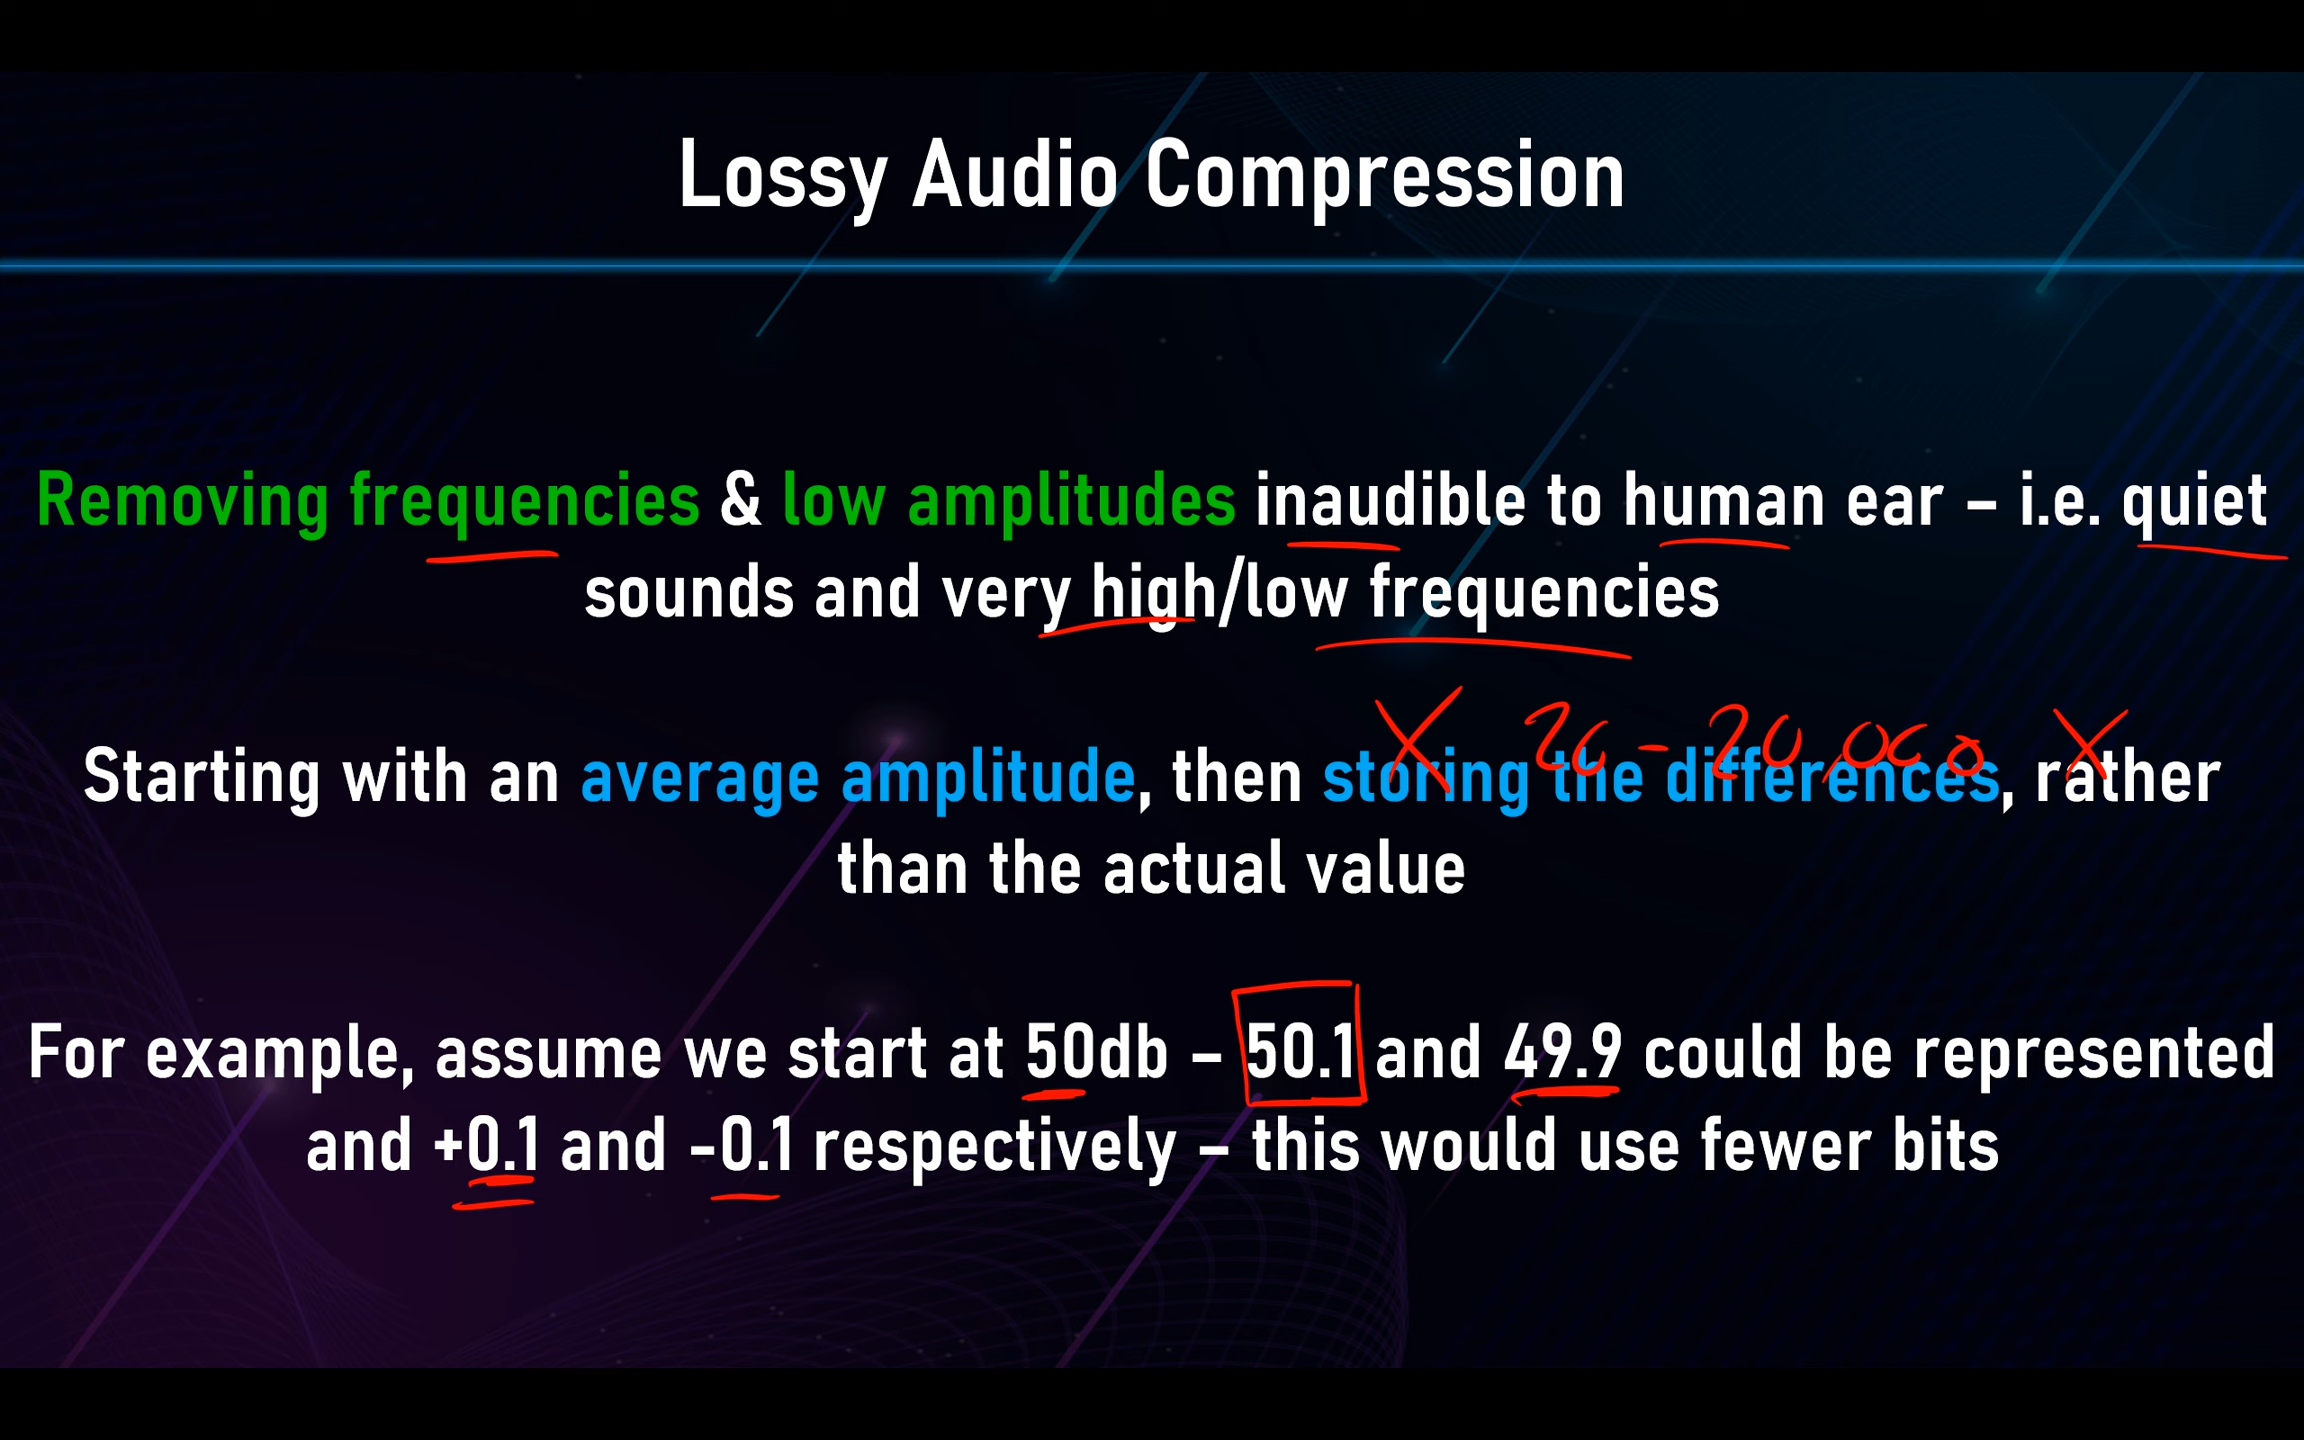 Lossy Audio Compression
Removing frequencies & low amplitudes inaudible to human ear – i.e. quiet
sounds and very high/low frequencies
X 20 - 20,000 X
Starting with an average amplitude, then storing the differences, rather
than the actual value
For example, assume we start at 50db – 50.1 and 49.9 could be represented
and +0.1 and -0.1 respectively – this would use fewer bits